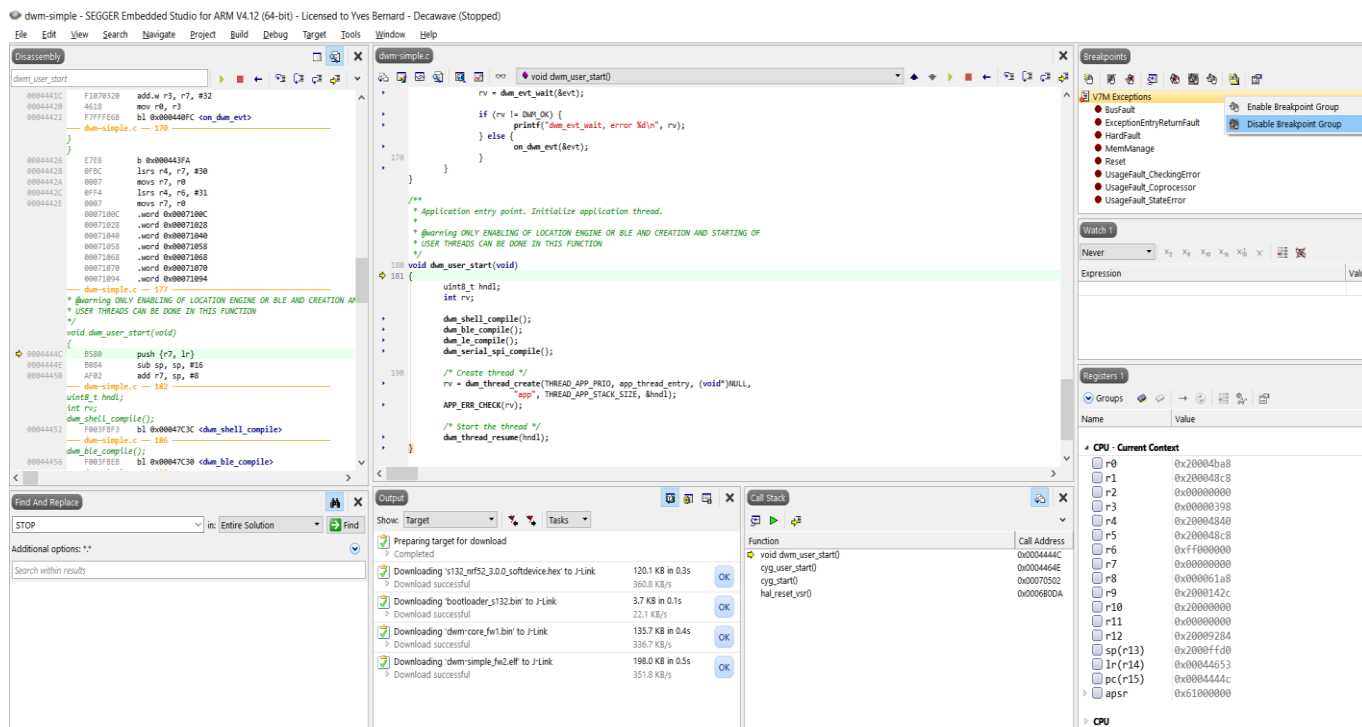 dwm-simple - SEGGER Embedded Studio for ARM V4.12 (64-bit) - Licensed to Yves Bernard - Decawave (Stopped)
File Edit View Search Navigate Project Build Debug Target Tools Window Help
Disassembly
dwm_user_start
0004441C F1070320 add.w r3, r7, #32
00044420 4618 mov r0, r3
00044422 F7FFFE6B bl 0x000440FC <on_dwm_evt>
dwm-simple.c — 170
}
}
00044426 E7E8 b 0x000443FA
00044428 0FBC lsrs r4, r7, #30
0004442A 0007 movs r7, r0
0004442C 0FF4 lsrs r4, r6, #31
0004442E 0007 movs r7, r0
0007100C .word 0x0007100C
00071028 .word 0x00071028
00071040 .word 0x00071040
00071058 .word 0x00071058
00071068 .word 0x00071068
00071070 .word 0x00071070
00071094 .word 0x00071094
dwm-simple.c — 177
* @warning ONLY ENABLING OF LOCATION ENGINE OR BLE AND CREATION AN
* USER THREADS CAN BE DONE IN THIS FUNCTION
*/
void dwm_user_start(void)
{
0004444C B580 push {r7, lr}
0004444E B084 sub sp, sp, #16
00044450 AF02 add r7, sp, #8
dwm-simple.c — 182
uint8_t hndl;
int rv;
dwm_shell_compile();
00044452 F003FBF3 bl 0x00047C3C <dwm_shell_compile>
dwm-simple.c — 186
dwm_ble_compile();
00044456 F003FBEB bl 0x00047C30 <dwm_ble_compile>
dwm-simple.c
void dwm_user_start()
rv = dwm_evt_wait(&evt);
if (rv != DWM_OK) {
printf("dwm_evt_wait, error %d\n", rv);
} else {
on_dwm_evt(&evt);
170 }
}
}
/**
* Application entry point. Initialize application thread.
*
* @warning ONLY ENABLING OF LOCATION ENGINE OR BLE AND CREATION AND STARTING OF
* USER THREADS CAN BE DONE IN THIS FUNCTION
*/
180 void dwm_user_start(void)
181 {
uint8_t hndl;
int rv;
dwm_shell_compile();
dwm_ble_compile();
dwm_le_compile();
dwm_serial_spi_compile();
190 /* Create thread */
rv = dwm_thread_create(THREAD_APP_PRIO, app_thread_entry, (void*)NULL,
"app", THREAD_APP_STACK_SIZE, &hndl);
APP_ERR_CHECK(rv);
/* Start the thread */
dwm_thread_resume(hndl);
}
Breakpoints
V7M Exceptions
BusFault
ExceptionEntryReturnFault
HardFault
MemManage
Reset
UsageFault_CheckingError
UsageFault_Coprocessor
UsageFault_StateError
Enable Breakpoint Group
Disable Breakpoint Group
Watch 1
Never
Expression Valu
Registers 1
Groups
Name Value
CPU - Current Context
r0 0x20004ba8
r1 0x200048c8
r2 0x00000000
r3 0x00000398
r4 0x20004840
r5 0x200048c8
r6 0xff000000
r7 0x00000000
r8 0x000061a8
r9 0x2000142c
r10 0x20000000
r11 0x00000000
r12 0x20009284
sp(r13) 0x2000ffd0
lr(r14) 0x00044653
pc(r15) 0x0004444c
apsr 0x61000000
CPU
Find And Replace
STOP in: Entire Solution Find
Additional options: *.*
Search within results
Output
Show: Target Tasks
Preparing target for download
Completed
Downloading 's132_nrf52_3.0.0_softdevice.hex' to J-Link 120.1 KB in 0.3s OK
Download successful 360.8 KB/s
Downloading 'bootloader_s132.bin' to J-Link 3.7 KB in 0.1s OK
Download successful 22.1 KB/s
Downloading 'dwm-core_fw1.bin' to J-Link 135.7 KB in 0.4s OK
Download successful 336.7 KB/s
Downloading 'dwm-simple_fw2.elf' to J-Link 198.0 KB in 0.5s OK
Download successful 351.8 KB/s
Call Stack
Function Call Address
void dwm_user_start() 0x0004444C
cyg_user_start() 0x0004464E
cyg_start() 0x00070502
hal_reset_vsr() 0x0006B0DA